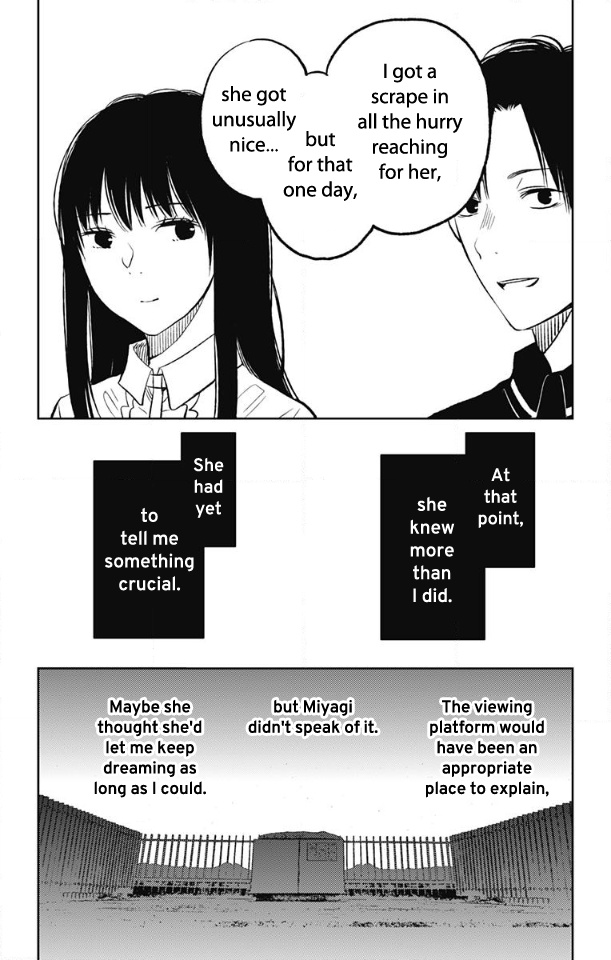 I got a
scrape in
all the hurry
reaching
for her,
but
for that
one day,
she got
unusually
nice...
At
that
point,
she
knew
more
than
I did.
She
had
yet
to
tell me
something
crucial.
The viewing
platform would
have been an
appropriate
place to explain,
but Miyagi
didn't speak of it.
Maybe she
thought she'd
let me keep
dreaming as
long as I could.